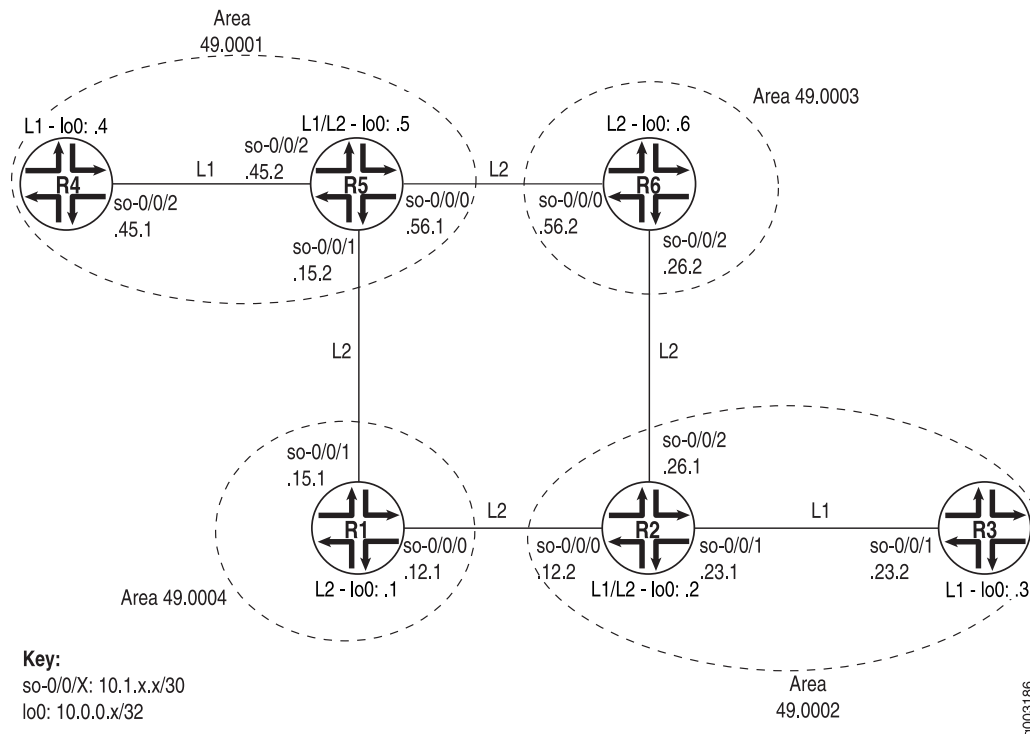 Area
49.0001
Area 49.0003
L1 - lo0: .4
L1/L2 - lo0: .5
L2 - lo0: .6
so-0/0/2
.45.2
L1
L2
R4
R5
R6
so-0/0/2
.45.1
so-0/0/0
.56.1
so-0/0/0
.56.2
so-0/0/1
.15.2
so-0/0/2
.26.2
L2
L2
so-0/0/1
.15.1
so-0/0/2
.26.1
L2
L1
R1
R2
R3
so-0/0/0
.12.1
so-0/0/0
.12.2
so-0/0/1
.23.1
so-0/0/1
.23.2
L2 - lo0: .1
L1/L2 - lo0: .2
L1 - lo0: .3
Area 49.0004
Area
49.0002
Key:
so-0/0/X: 10.1.x.x/30
lo0: 10.0.0.x/32
g003186